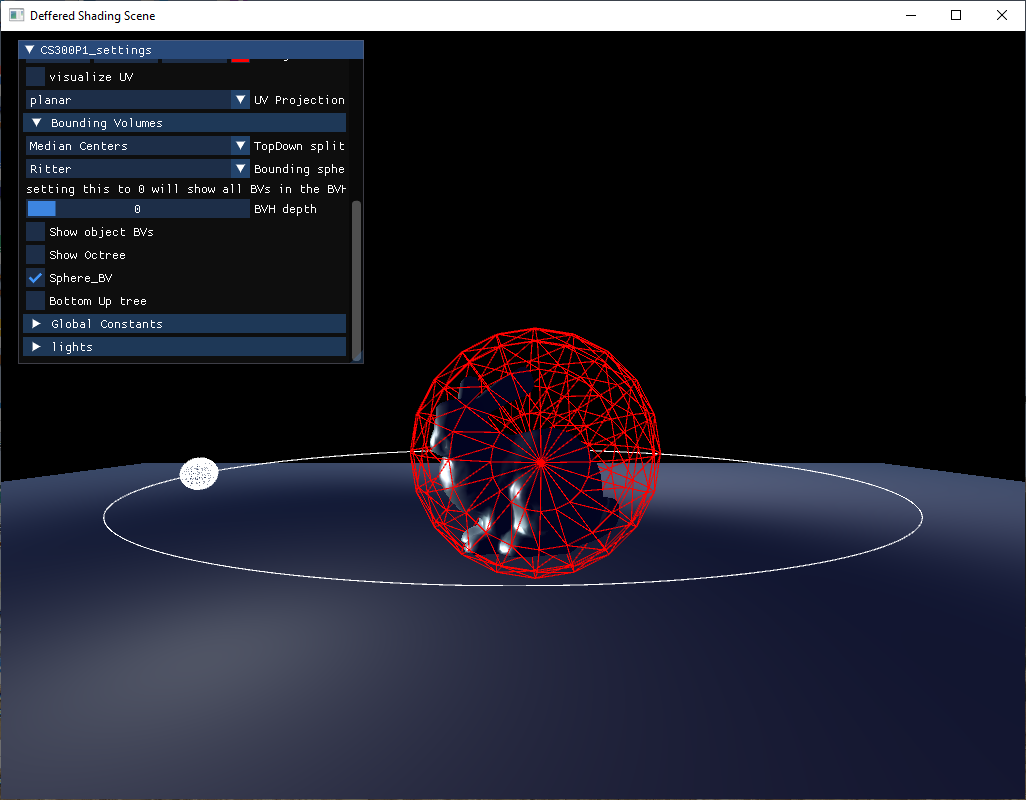 Deffered Shading Scene
CS300P1_settings
visualize UV
planar UV Projection
Bounding Volumes
Median Centers TopDown split
Ritter Bounding sphe
setting this to 0 will show all BVs in the BVH
0 BVH depth
Show object BVs
Show Octree
Sphere_BV
Bottom Up tree
Global Constants
lights